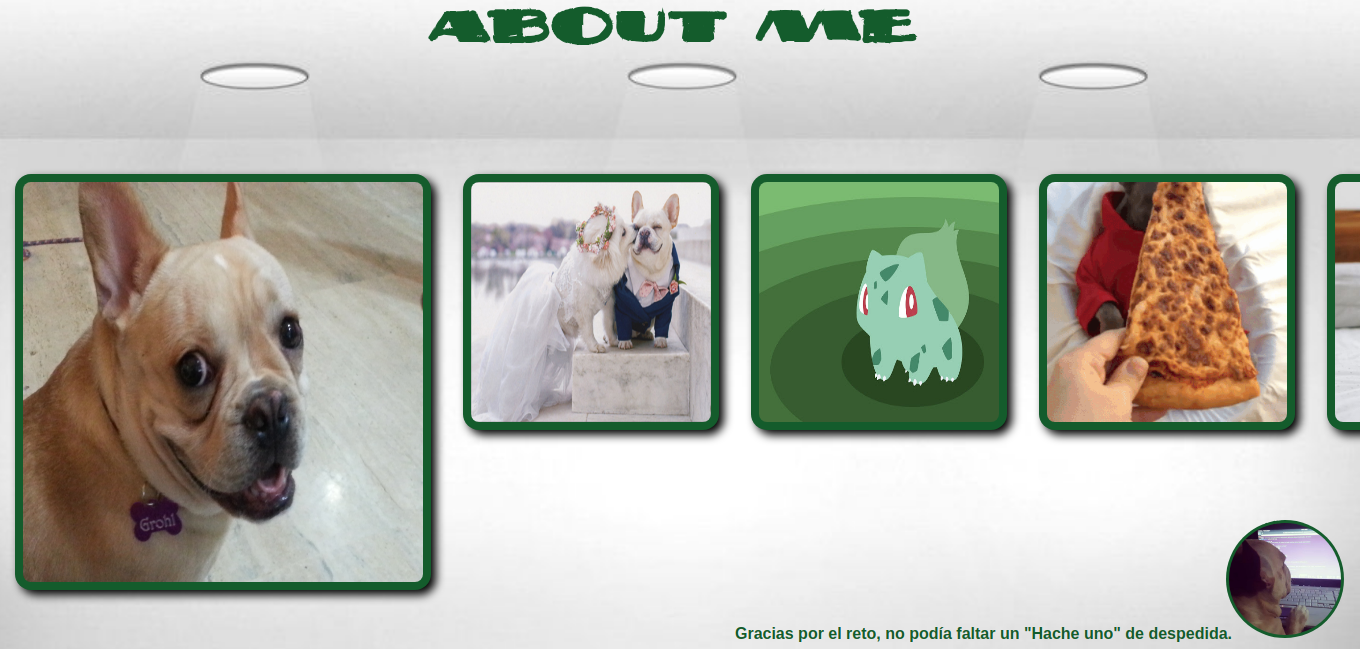 ABOUT ME
Grohl
Gracias por el reto, no podía faltar un "Hache uno" de despedida.